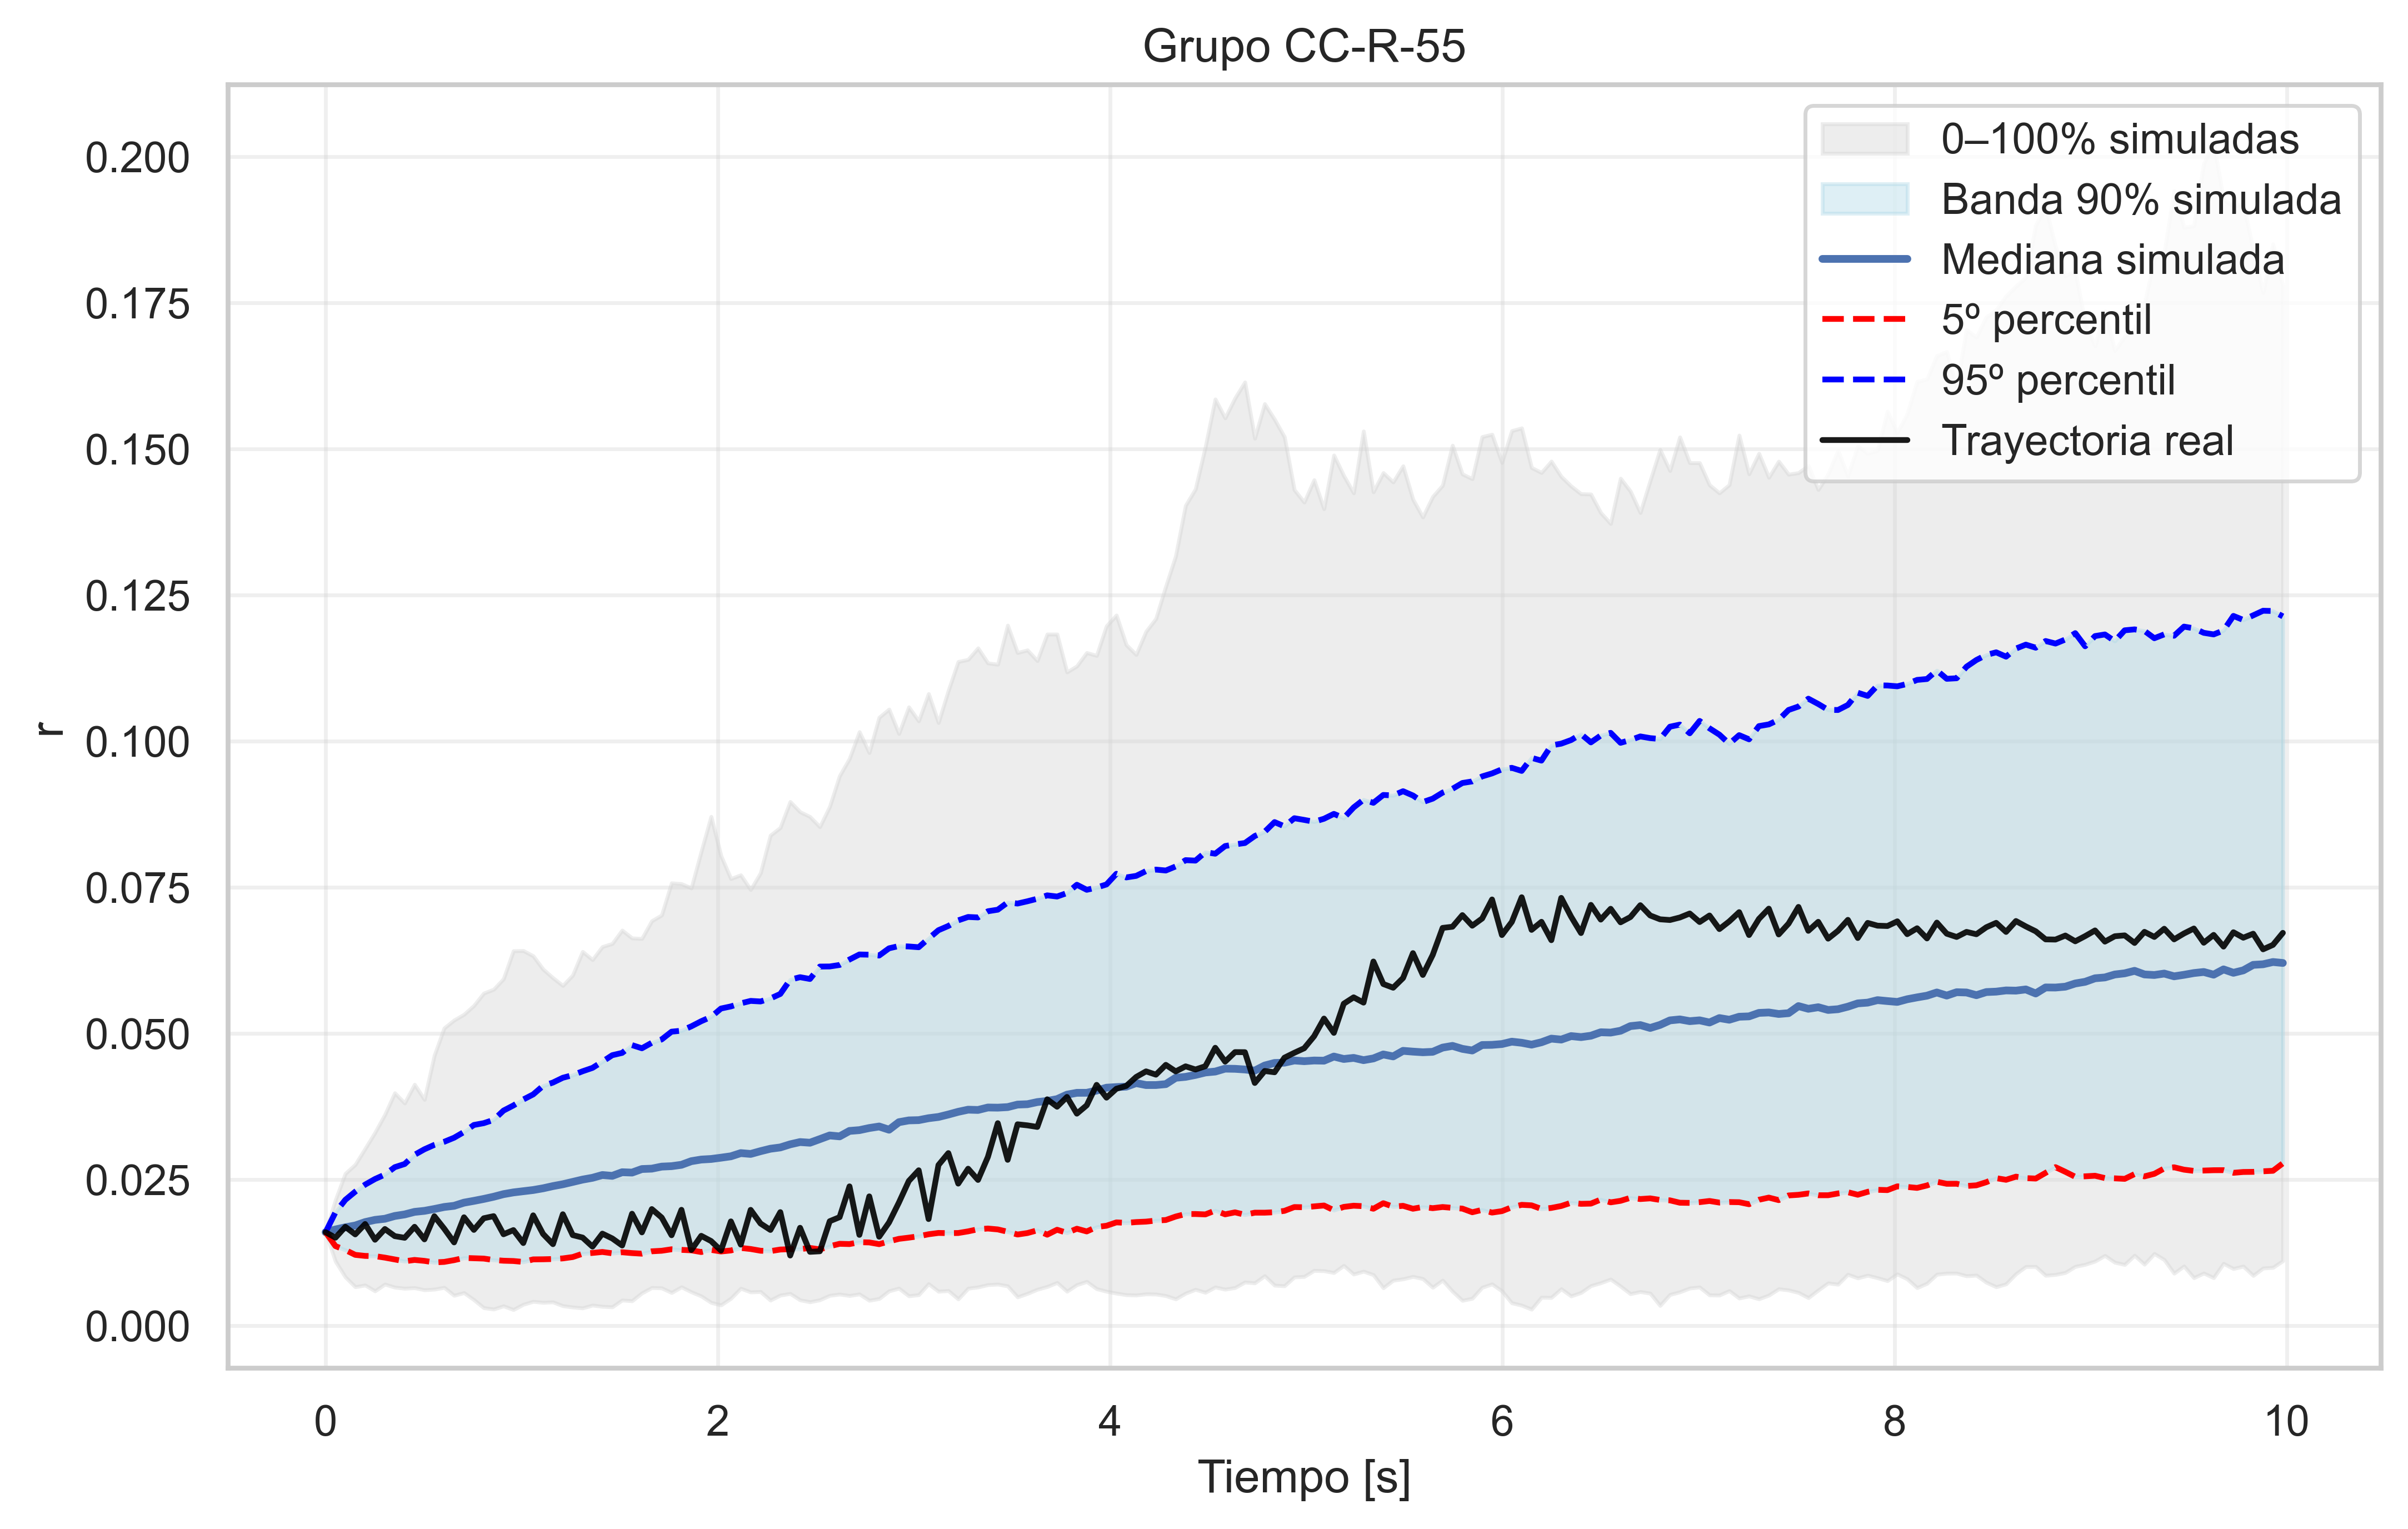 Grupo CC-R-55
0–100% simuladas
Banda 90% simulada
Mediana simulada
5º percentil
95º percentil
Trayectoria real
r
0.200
0.175
0.150
0.125
0.100
0.075
0.050
0.025
0.000
0 2 4 6 8 10
Tiempo [s]